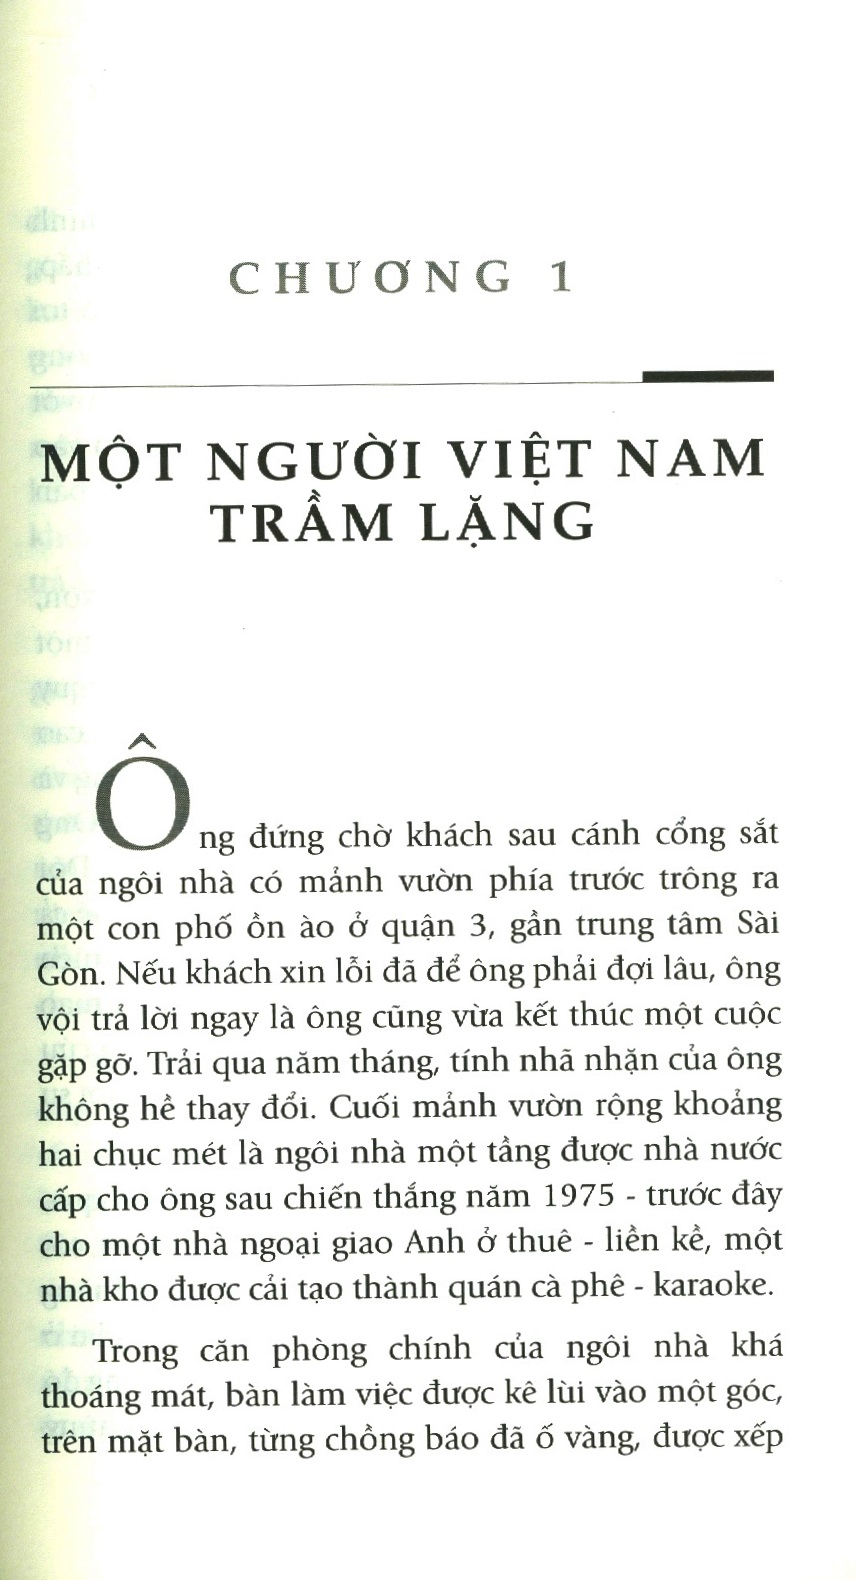 CHƯƠNG 1
MỘT NGƯỜI VIỆT NAM
TRẦM LẶNG
Ông đứng chờ khách sau cánh cổng sắt
của ngôi nhà có mảnh vườn phía trước trông ra
một con phố ồn ào ở quận 3, gần trung tâm Sài
Gòn. Nếu khách xin lỗi đã để ông phải đợi lâu, ông
vội trả lời ngay là ông cũng vừa kết thúc một cuộc
gặp gỡ. Trải qua năm tháng, tính nhã nhặn của ông
không hề thay đổi. Cuối mảnh vườn rộng khoảng
hai chục mét là ngôi nhà một tầng được nhà nước
cấp cho ông sau chiến thắng năm 1975 - trước đây
cho một nhà ngoại giao Anh ở thuê - liền kề, một
nhà kho được cải tạo thành quán cà phê - karaoke.
Trong căn phòng chính của ngôi nhà khá
thoáng mát, bàn làm việc được kê lùi vào một góc,
trên mặt bàn, từng chồng báo đã ố vàng, được xếp